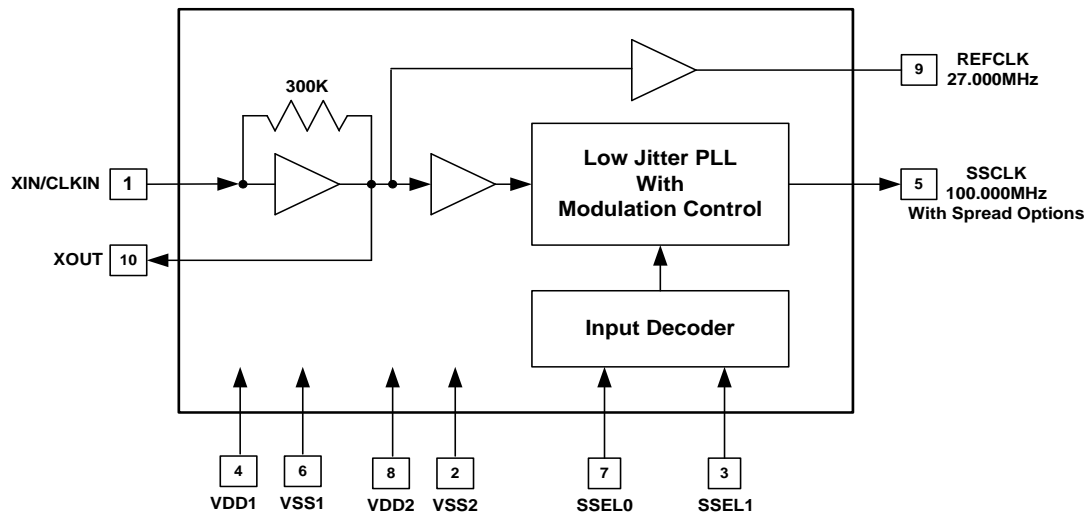 REFCLK
9
27.000MHz
300K
Low Jitter PLL
With
Modulation Control
XIN/CLKIN
1
5
SSCLK
100.000MHz
With Spread Options
XOUT
10
Input Decoder
4
6
8
2
7
3
VDD1
VSS1
VDD2
VSS2
SSEL0
SSEL1